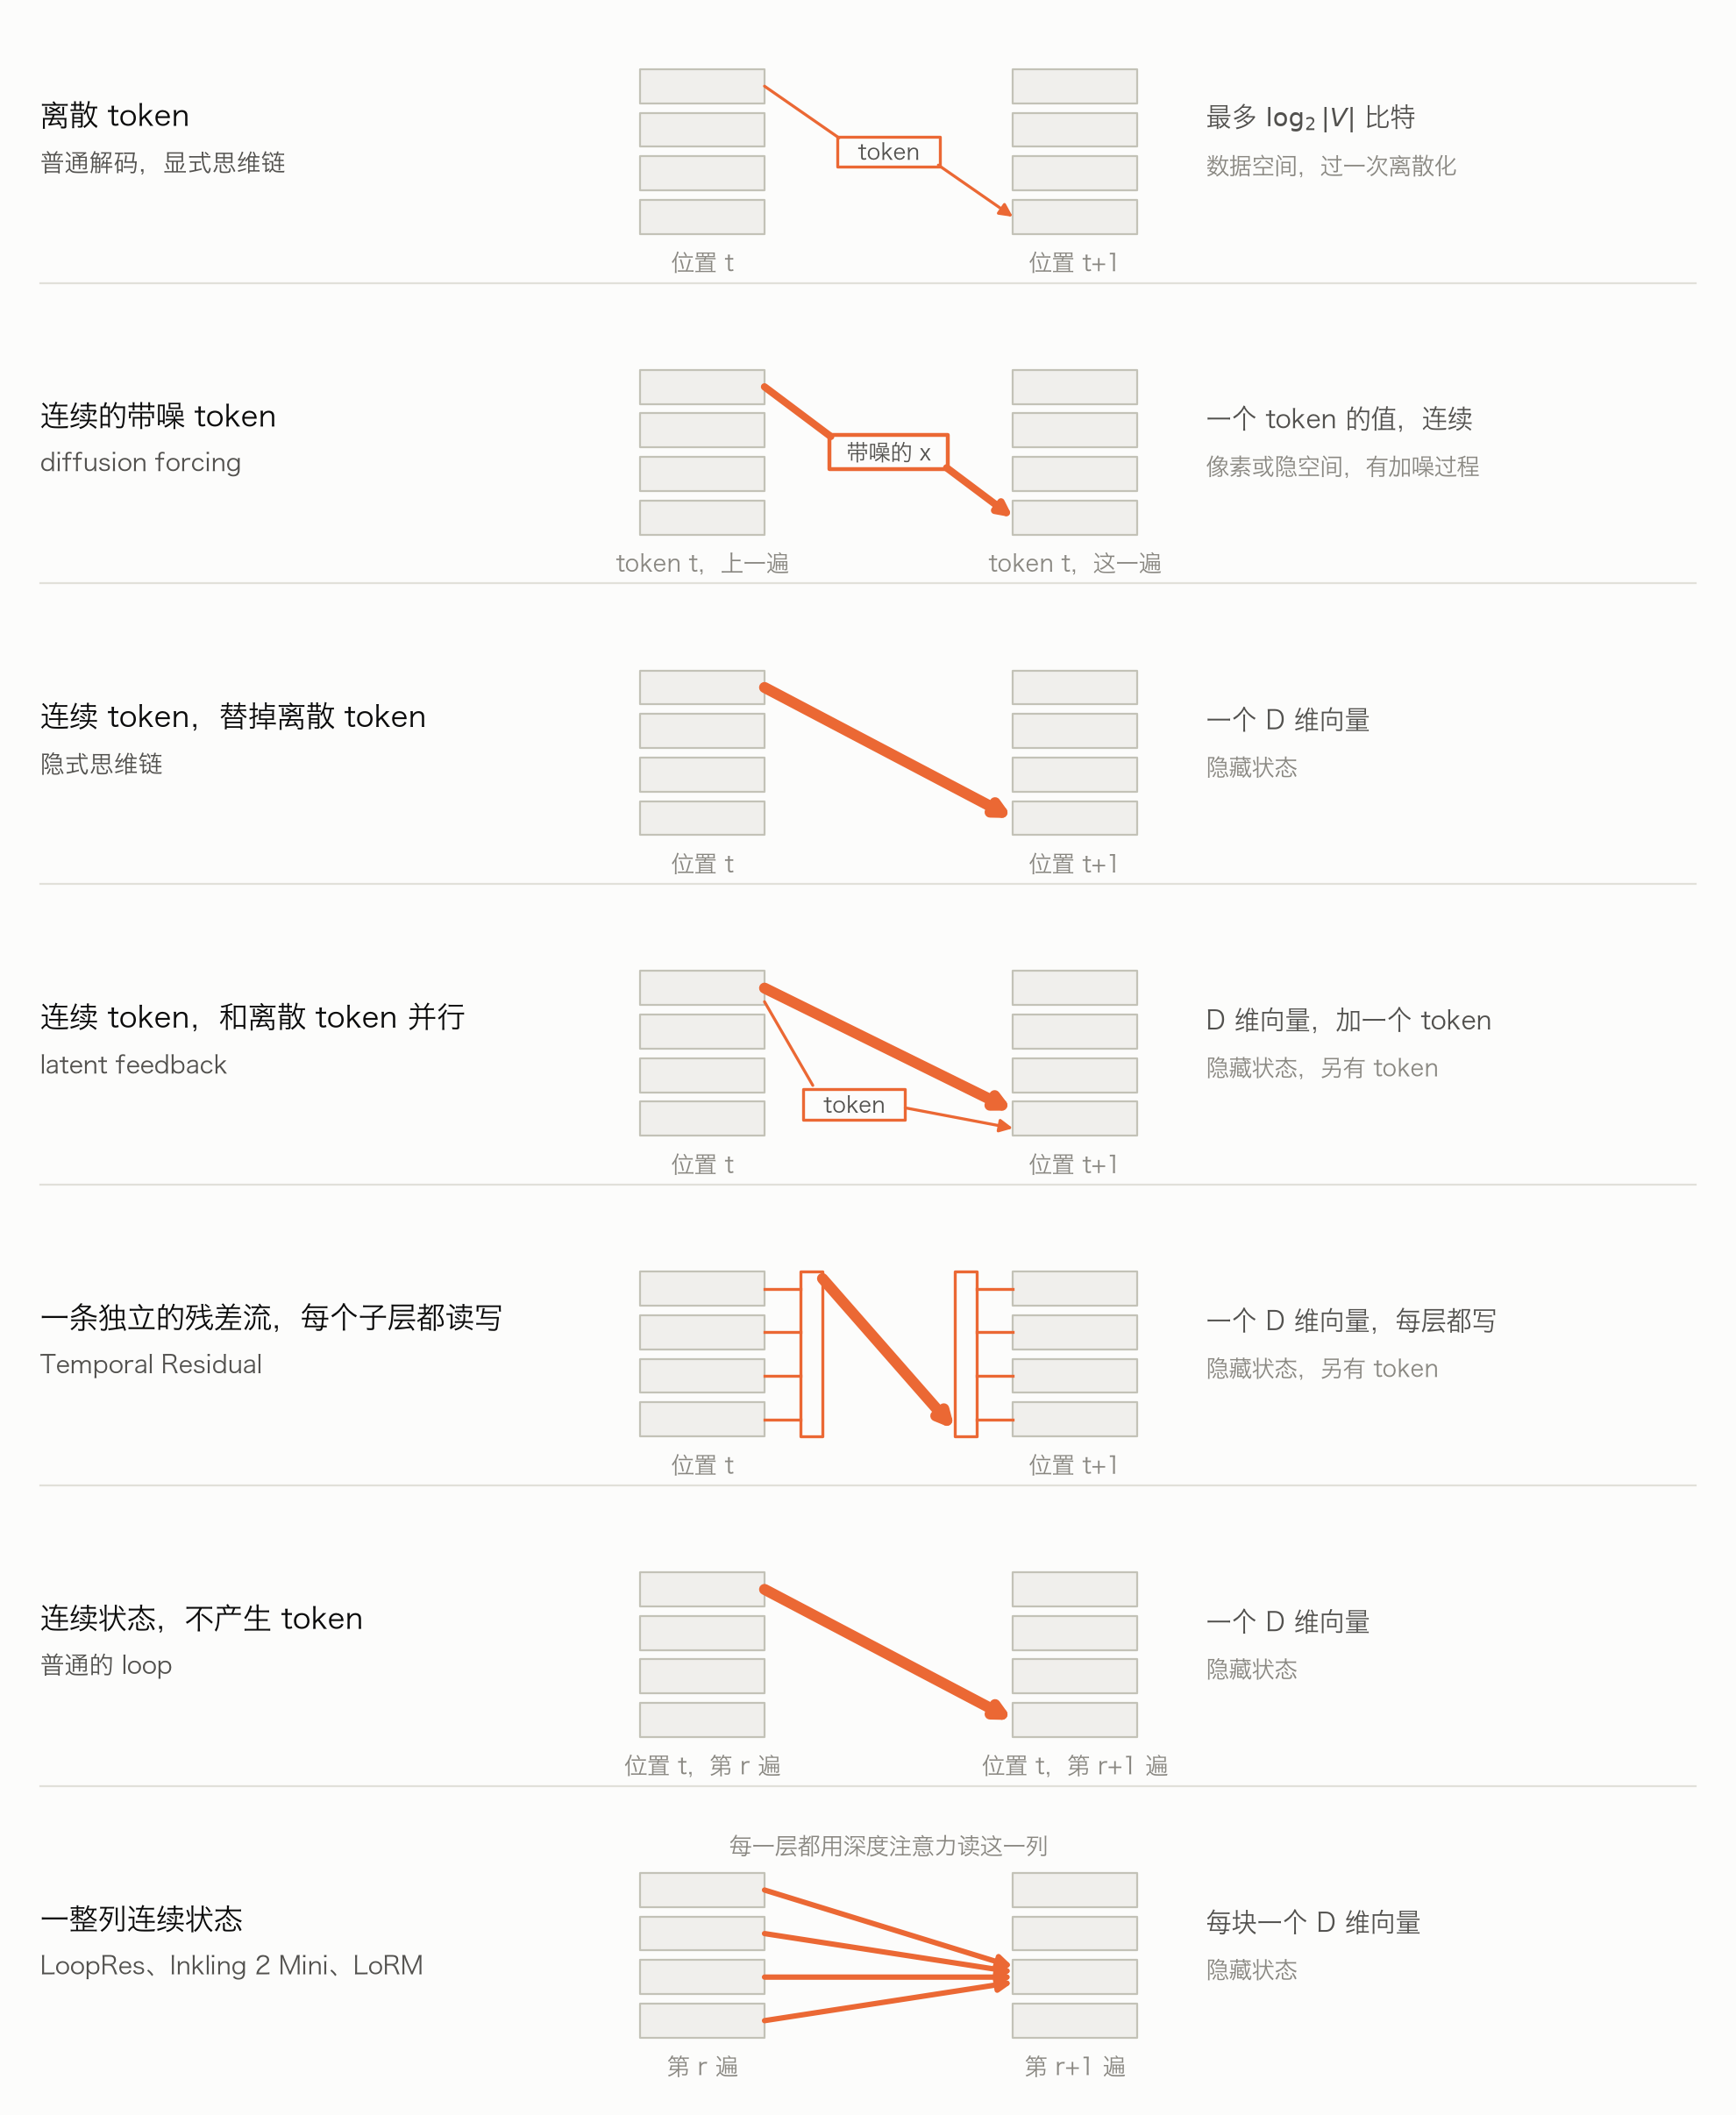 离散 token
普通解码，显式思维链
token
位置 t
位置 t+1
最多 log₂ |V| 比特
数据空间，过一次离散化
连续的带噪 token
diffusion forcing
带噪的 x
token t，上一遍
token t，这一遍
一个 token 的值，连续
像素或隐空间，有加噪过程
连续 token，替掉离散 token
隐式思维链
位置 t
位置 t+1
一个 D 维向量
隐藏状态
连续 token，和离散 token 并行
latent feedback
token
位置 t
位置 t+1
D 维向量，加一个 token
隐藏状态，另有 token
一条独立的残差流，每个子层都读写
Temporal Residual
位置 t
位置 t+1
一个 D 维向量，每层都写
隐藏状态，另有 token
连续状态，不产生 token
普通的 loop
位置 t，第 r 遍
位置 t，第 r+1 遍
一个 D 维向量
隐藏状态
每一层都用深度注意力读这一列
一整列连续状态
LoopRes、Inkling 2 Mini、LoRM
第 r 遍
第 r+1 遍
每块一个 D 维向量
隐藏状态